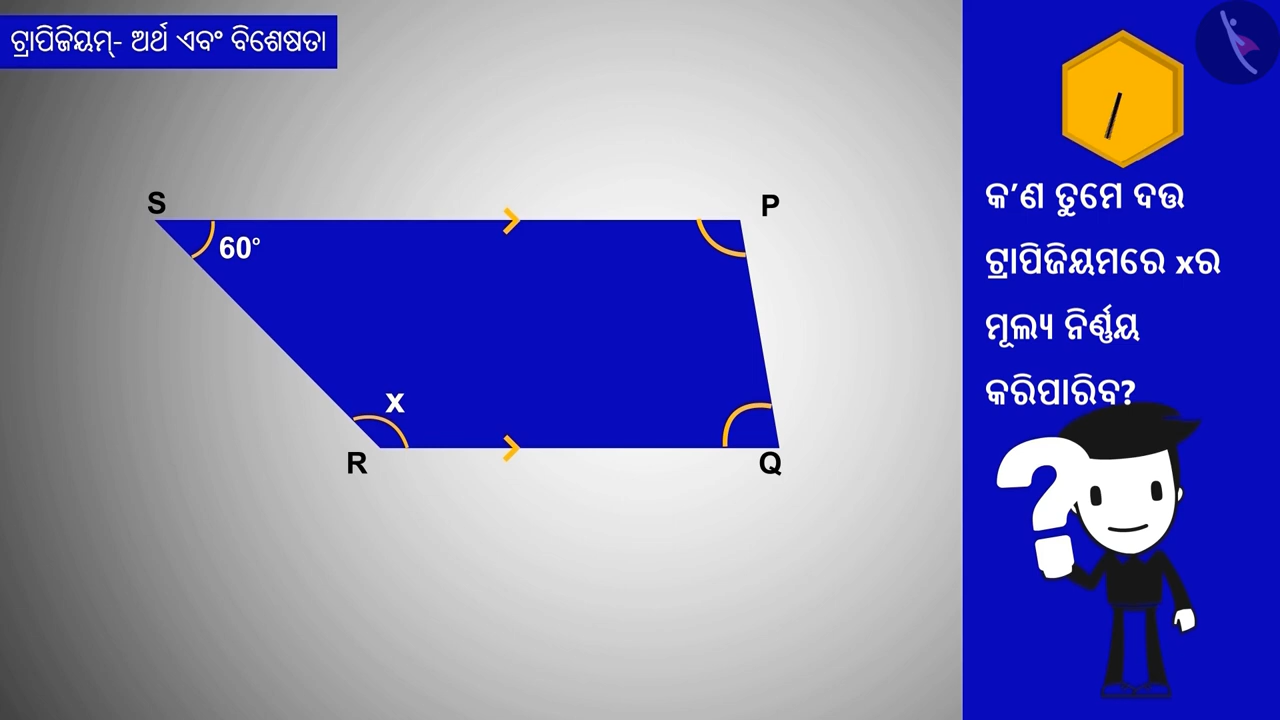 ଟ୍ରାପିଜିୟମ୍- ଅର୍ଥ ଏବଂ ବିଶେଷତା
S
P
60°
x
R
Q
କ’ଣ ତୁମେ ଦତ୍ତ
ଟ୍ରାପିଜିୟମରେ xର
ମୂଲ୍ୟ ନିର୍ଣ୍ଣୟ
କରିପାରିବ?